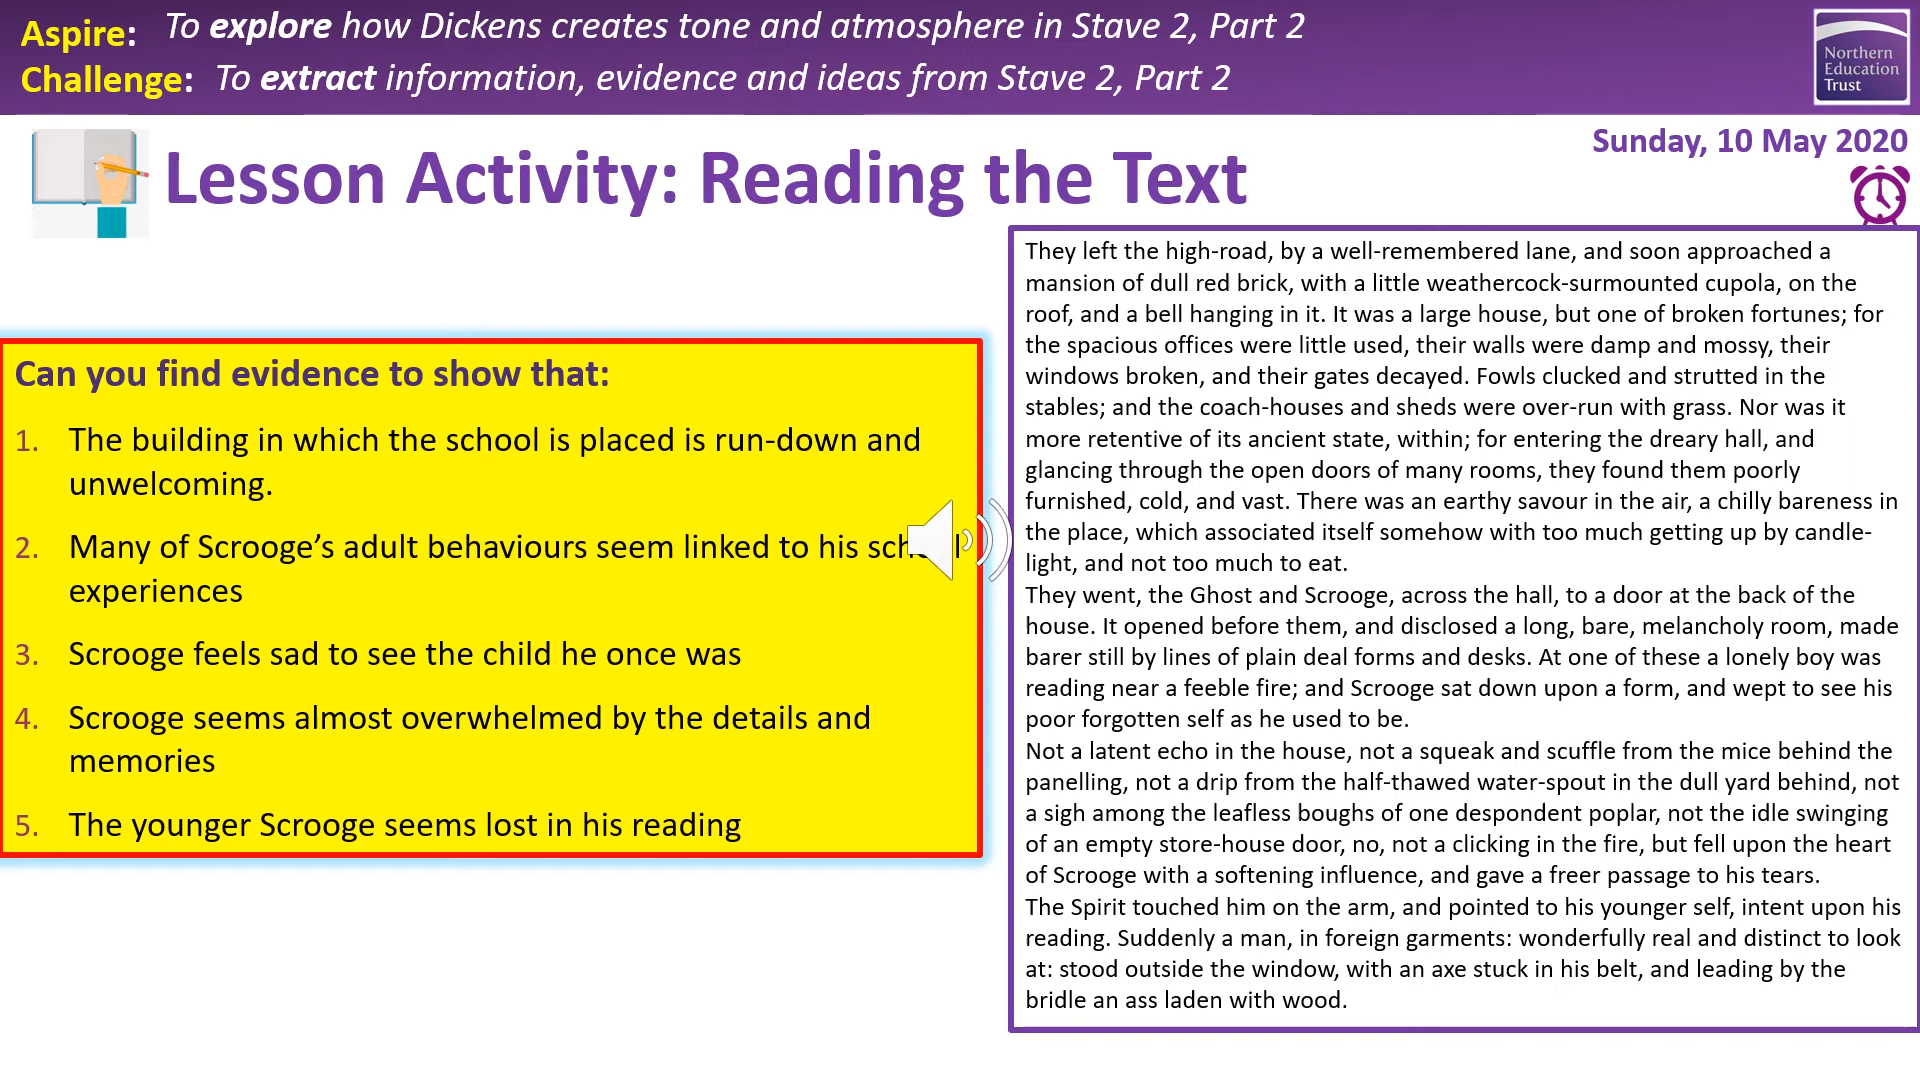 Aspire: To explore how Dickens creates tone and atmosphere in Stave 2, Part 2
Challenge: To extract information, evidence and ideas from Stave 2, Part 2
Northern
Education
Trust
Sunday, 10 May 2020
Lesson Activity: Reading the Text
Can you find evidence to show that:
1. The building in which the school is placed is run-down and
unwelcoming.
2. Many of Scrooge’s adult behaviours seem linked to his school
experiences
3. Scrooge feels sad to see the child he once was
4. Scrooge seems almost overwhelmed by the details and
memories
5. The younger Scrooge seems lost in his reading
They left the high-road, by a well-remembered lane, and soon approached a
mansion of dull red brick, with a little weathercock-surmounted cupola, on the
roof, and a bell hanging in it. It was a large house, but one of broken fortunes; for
the spacious offices were little used, their walls were damp and mossy, their
windows broken, and their gates decayed. Fowls clucked and strutted in the
stables; and the coach-houses and sheds were over-run with grass. Nor was it
more retentive of its ancient state, within; for entering the dreary hall, and
glancing through the open doors of many rooms, they found them poorly
furnished, cold, and vast. There was an earthy savour in the air, a chilly bareness in
the place, which associated itself somehow with too much getting up by candle-
light, and not too much to eat.
They went, the Ghost and Scrooge, across the hall, to a door at the back of the
house. It opened before them, and disclosed a long, bare, melancholy room, made
barer still by lines of plain deal forms and desks. At one of these a lonely boy was
reading near a feeble fire; and Scrooge sat down upon a form, and wept to see his
poor forgotten self as he used to be.
Not a latent echo in the house, not a squeak and scuffle from the mice behind the
panelling, not a drip from the half-thawed water-spout in the dull yard behind, not
a sigh among the leafless boughs of one despondent poplar, not the idle swinging
of an empty store-house door, no, not a clicking in the fire, but fell upon the heart
of Scrooge with a softening influence, and gave a freer passage to his tears.
The Spirit touched him on the arm, and pointed to his younger self, intent upon his
reading. Suddenly a man, in foreign garments: wonderfully real and distinct to look
at: stood outside the window, with an axe stuck in his belt, and leading by the
bridle an ass laden with wood.